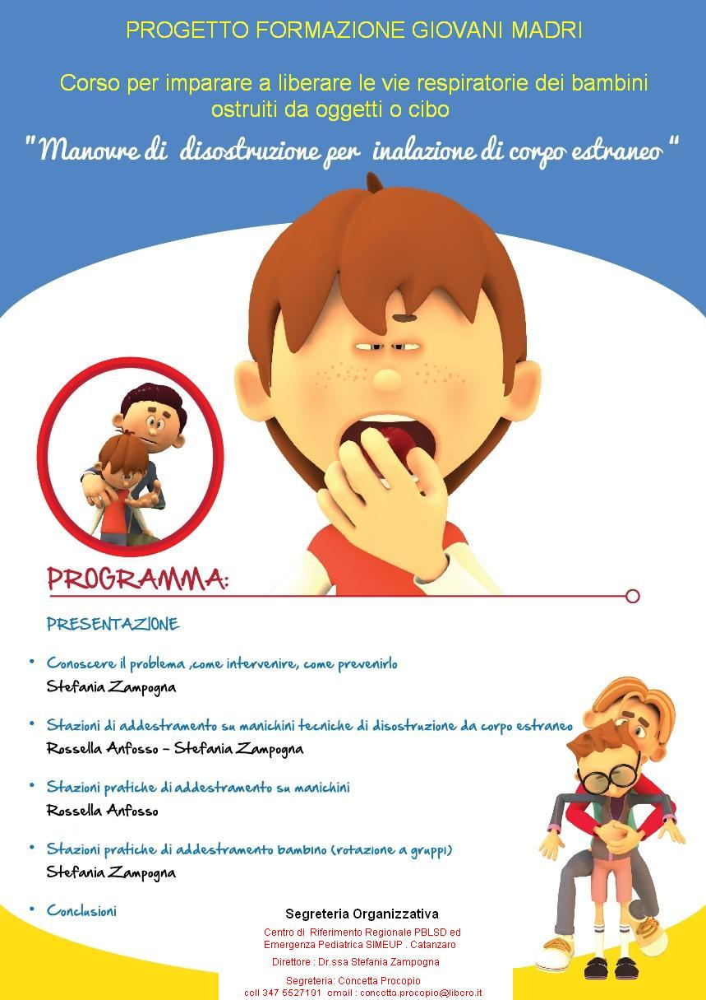 PROGETTO FORMAZIONE GIOVANI MADRI
Corso per imparare a liberare le vie respiratorie dei bambini
ostruiti da oggetti o cibo
"Manovre di disostruzione per inalazione di corpo estraneo "
PROGRAMMA:
PRESENTAZIONE
• Conoscere il problema ,come intervenire, come prevenirlo
Stefania Zampogna
• Stazioni di addestramento su manichini tecniche di disostruzione da corpo estraneo
Rossella Anfosso – Stefania Zampogna
• Stazioni pratiche di addestramento su manichini
Rossella Anfosso
• Stazioni pratiche di addestramento bambino (rotazione a gruppi)
Stefania Zampogna
• Conclusioni
Segreteria Organizzativa
Centro di Riferimento Regionale PBLSD ed
Emergenza Pediatrica SIMEUP . Catanzaro
Direttore : Dr.ssa Stefania Zampogna
Segreteria: Concetta Procopio
cell 347 5527191 email : concetta.procopio@libero.it